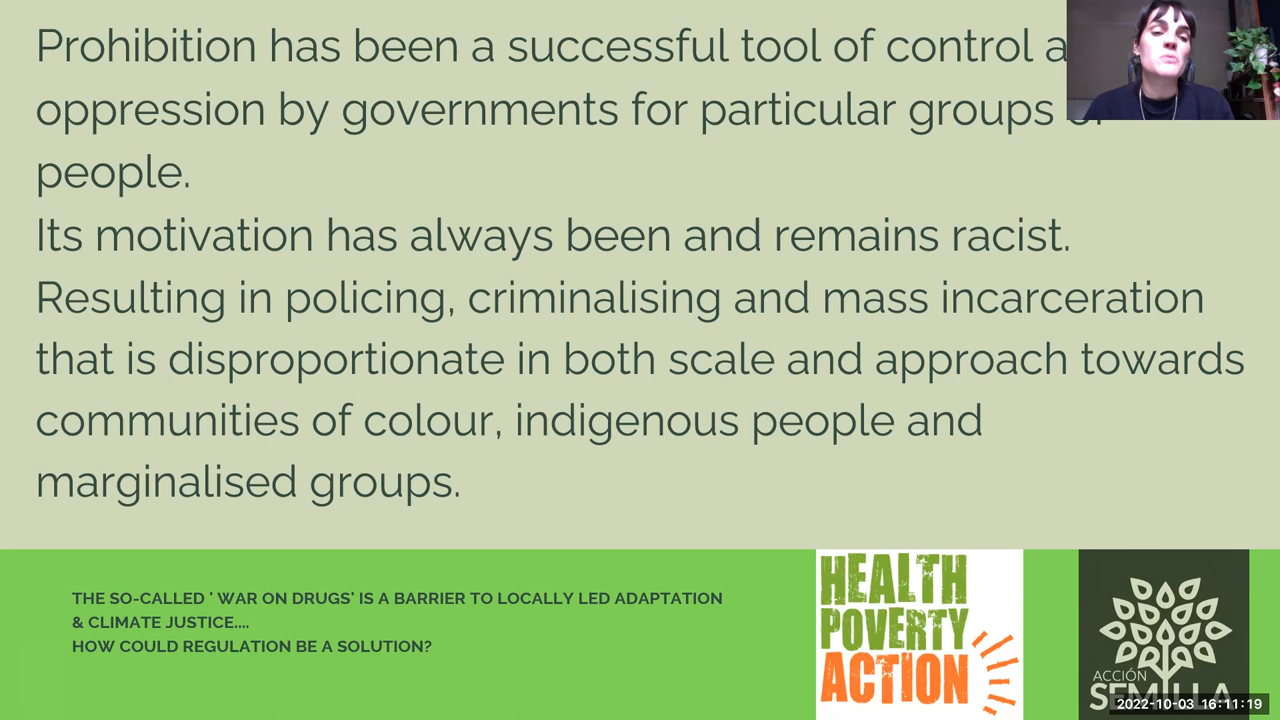 Prohibition has been a successful tool of control a
oppression by governments for particular groups of
people.
Its motivation has always been and remains racist.
Resulting in policing, criminalising and mass incarceration
that is disproportionate in both scale and approach towards
communities of colour, indigenous people and
marginalised groups.
THE SO-CALLED ' WAR ON DRUGS' IS A BARRIER TO LOCALLY LED ADAPTATION
& CLIMATE JUSTICE....
HOW COULD REGULATION BE A SOLUTION?
HEALTH
POVERTY
ACTION
ACCIÓN
SEMILLA
2022-10-03 16:11:19